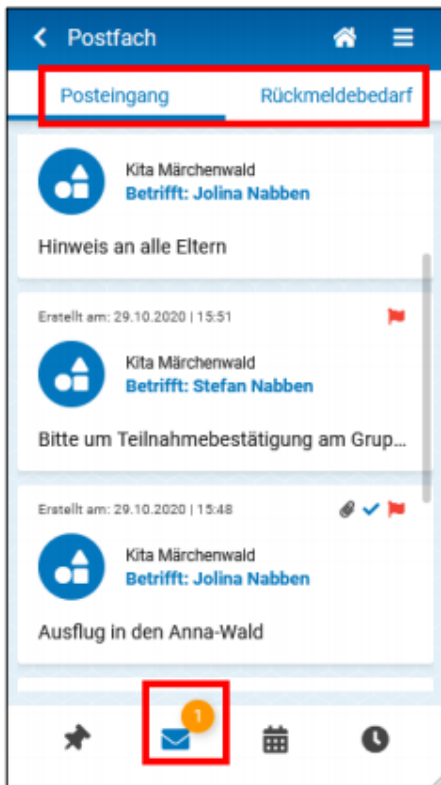 Postfach
Posteingang Rückmeldebedarf
Kita Märchenwald
Betrifft: Jolina Nabben
Hinweis an alle Eltern
Erstellt am: 29.10.2020 | 15:51
Kita Märchenwald
Betrifft: Stefan Nabben
Bitte um Teilnahmebestätigung am Grup...
Erstellt am: 29.10.2020 | 15:48
Kita Märchenwald
Betrifft: Jolina Nabben
Ausflug in den Anna-Wald
1